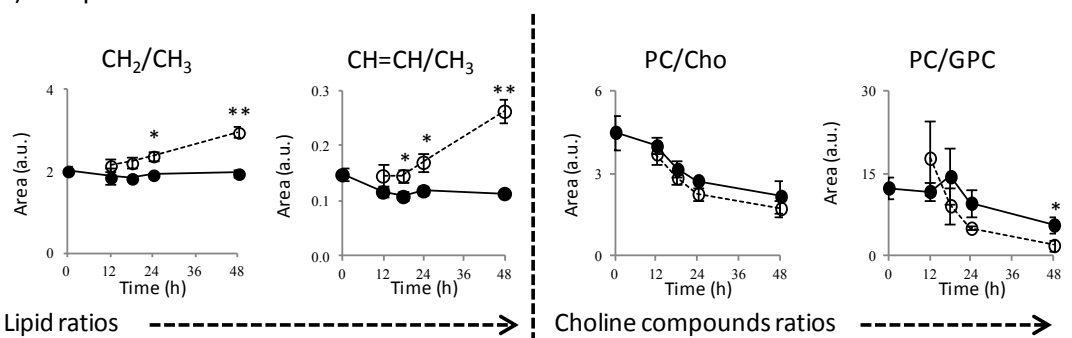 CH2/CH3
4
2
0
Area (a.u.)
*
**
0 12 24 36 48
Time (h)
CH=CH/CH3
0.3
0.2
0.1
0.0
Area (a.u.)
*
*
**
0 12 24 36 48
Time (h)
PC/Cho
6
3
0
Area (a.u.)
0 12 24 36 48
Time (h)
PC/GPC
30
15
0
Area (a.u.)
*
0 12 24 36 48
Time (h)
Lipid ratios
Choline compounds ratios